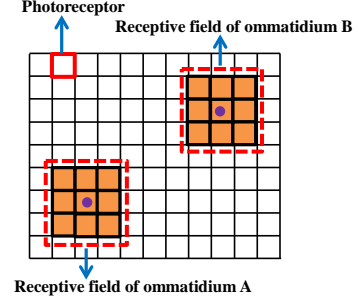 Photoreceptor
Receptive field of ommatidium B
Receptive field of ommatidium A